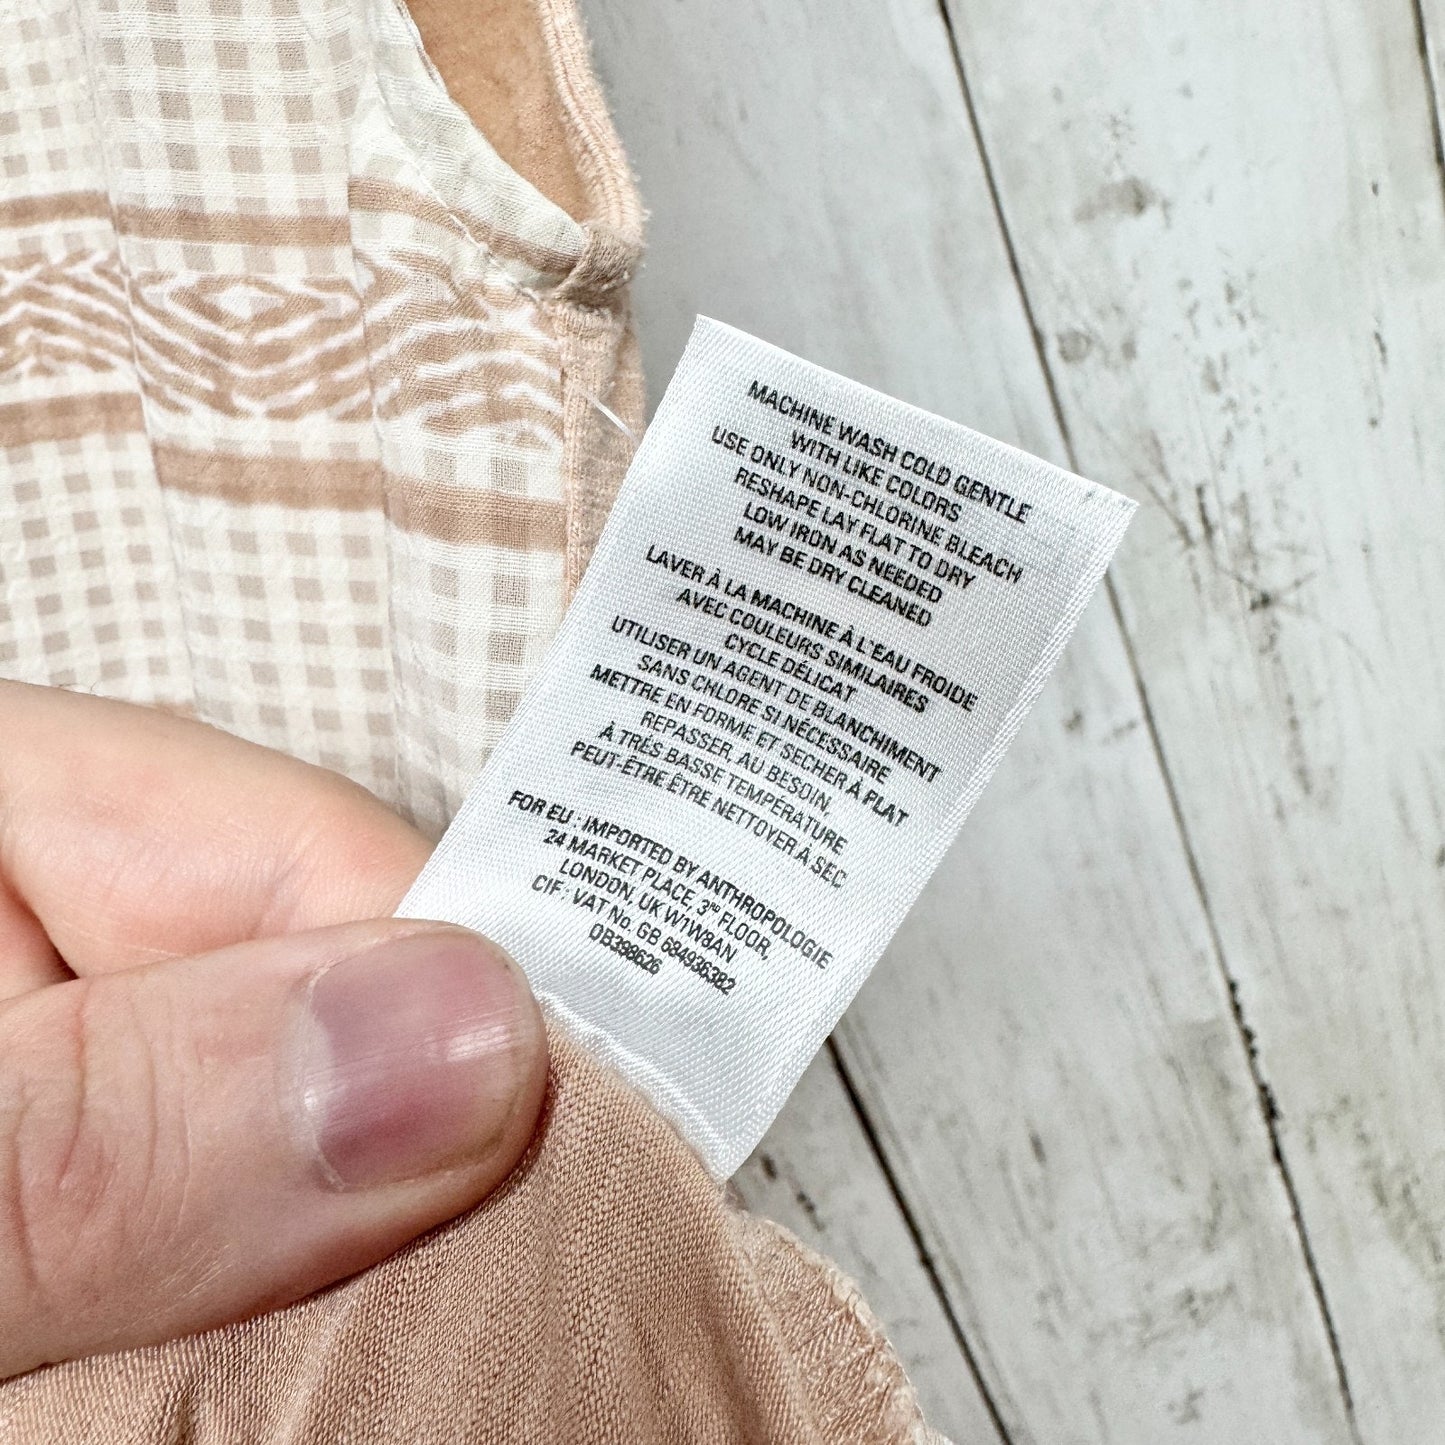 MACHINE WASH COLD GENTLE
WITH LIKE COLORS
USE ONLY NON-CHLORINE BLEACH
RESHAPE LAY FLAT TO DRY
LOW IRON AS NEEDED
MAY BE DRY CLEANED
LAVER À LA MACHINE À L'EAU FROIDE
AVEC COULEURS SIMILAIRES
CYCLE DÉLICAT
UTILISER UN AGENT DE BLANCHIMENT
SANS CHLORE SI NÉCESSAIRE
METTRE EN FORME ET SECHER À PLAT
REPASSER, AU BESOIN,
À TRÈS BASSE TEMPÉRATURE
PEUT-ÊTRE ÊTRE NETTOYER À SEC
FOR EU : IMPORTED BY ANTHROPOLOGIE
24 MARKET PLACE, 3RD FLOOR,
LONDON, UK W1W8AN
CIF : VAT No. GB 684936382
OB398626